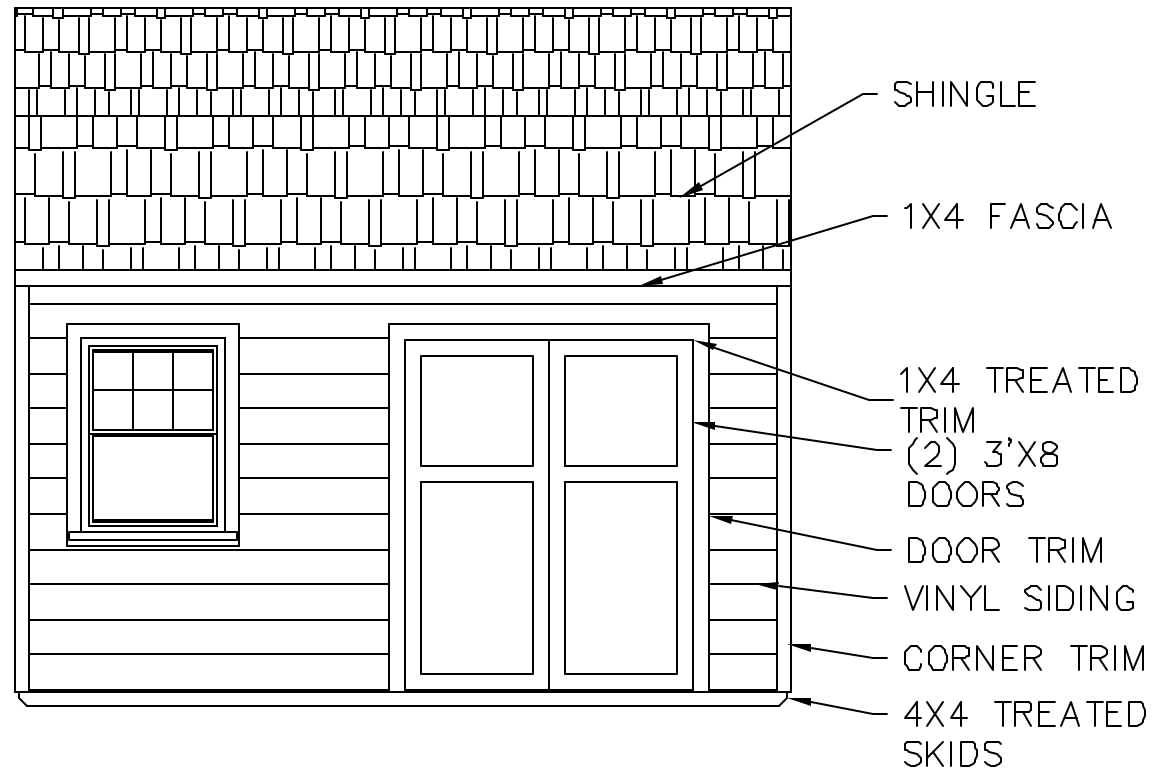 SHINGLE
1X4 FASCIA
1X4 TREATED
TRIM
(2) 3'X8
DOORS
DOOR TRIM
VINYL SIDING
CORNER TRIM
4X4 TREATED
SKIDS